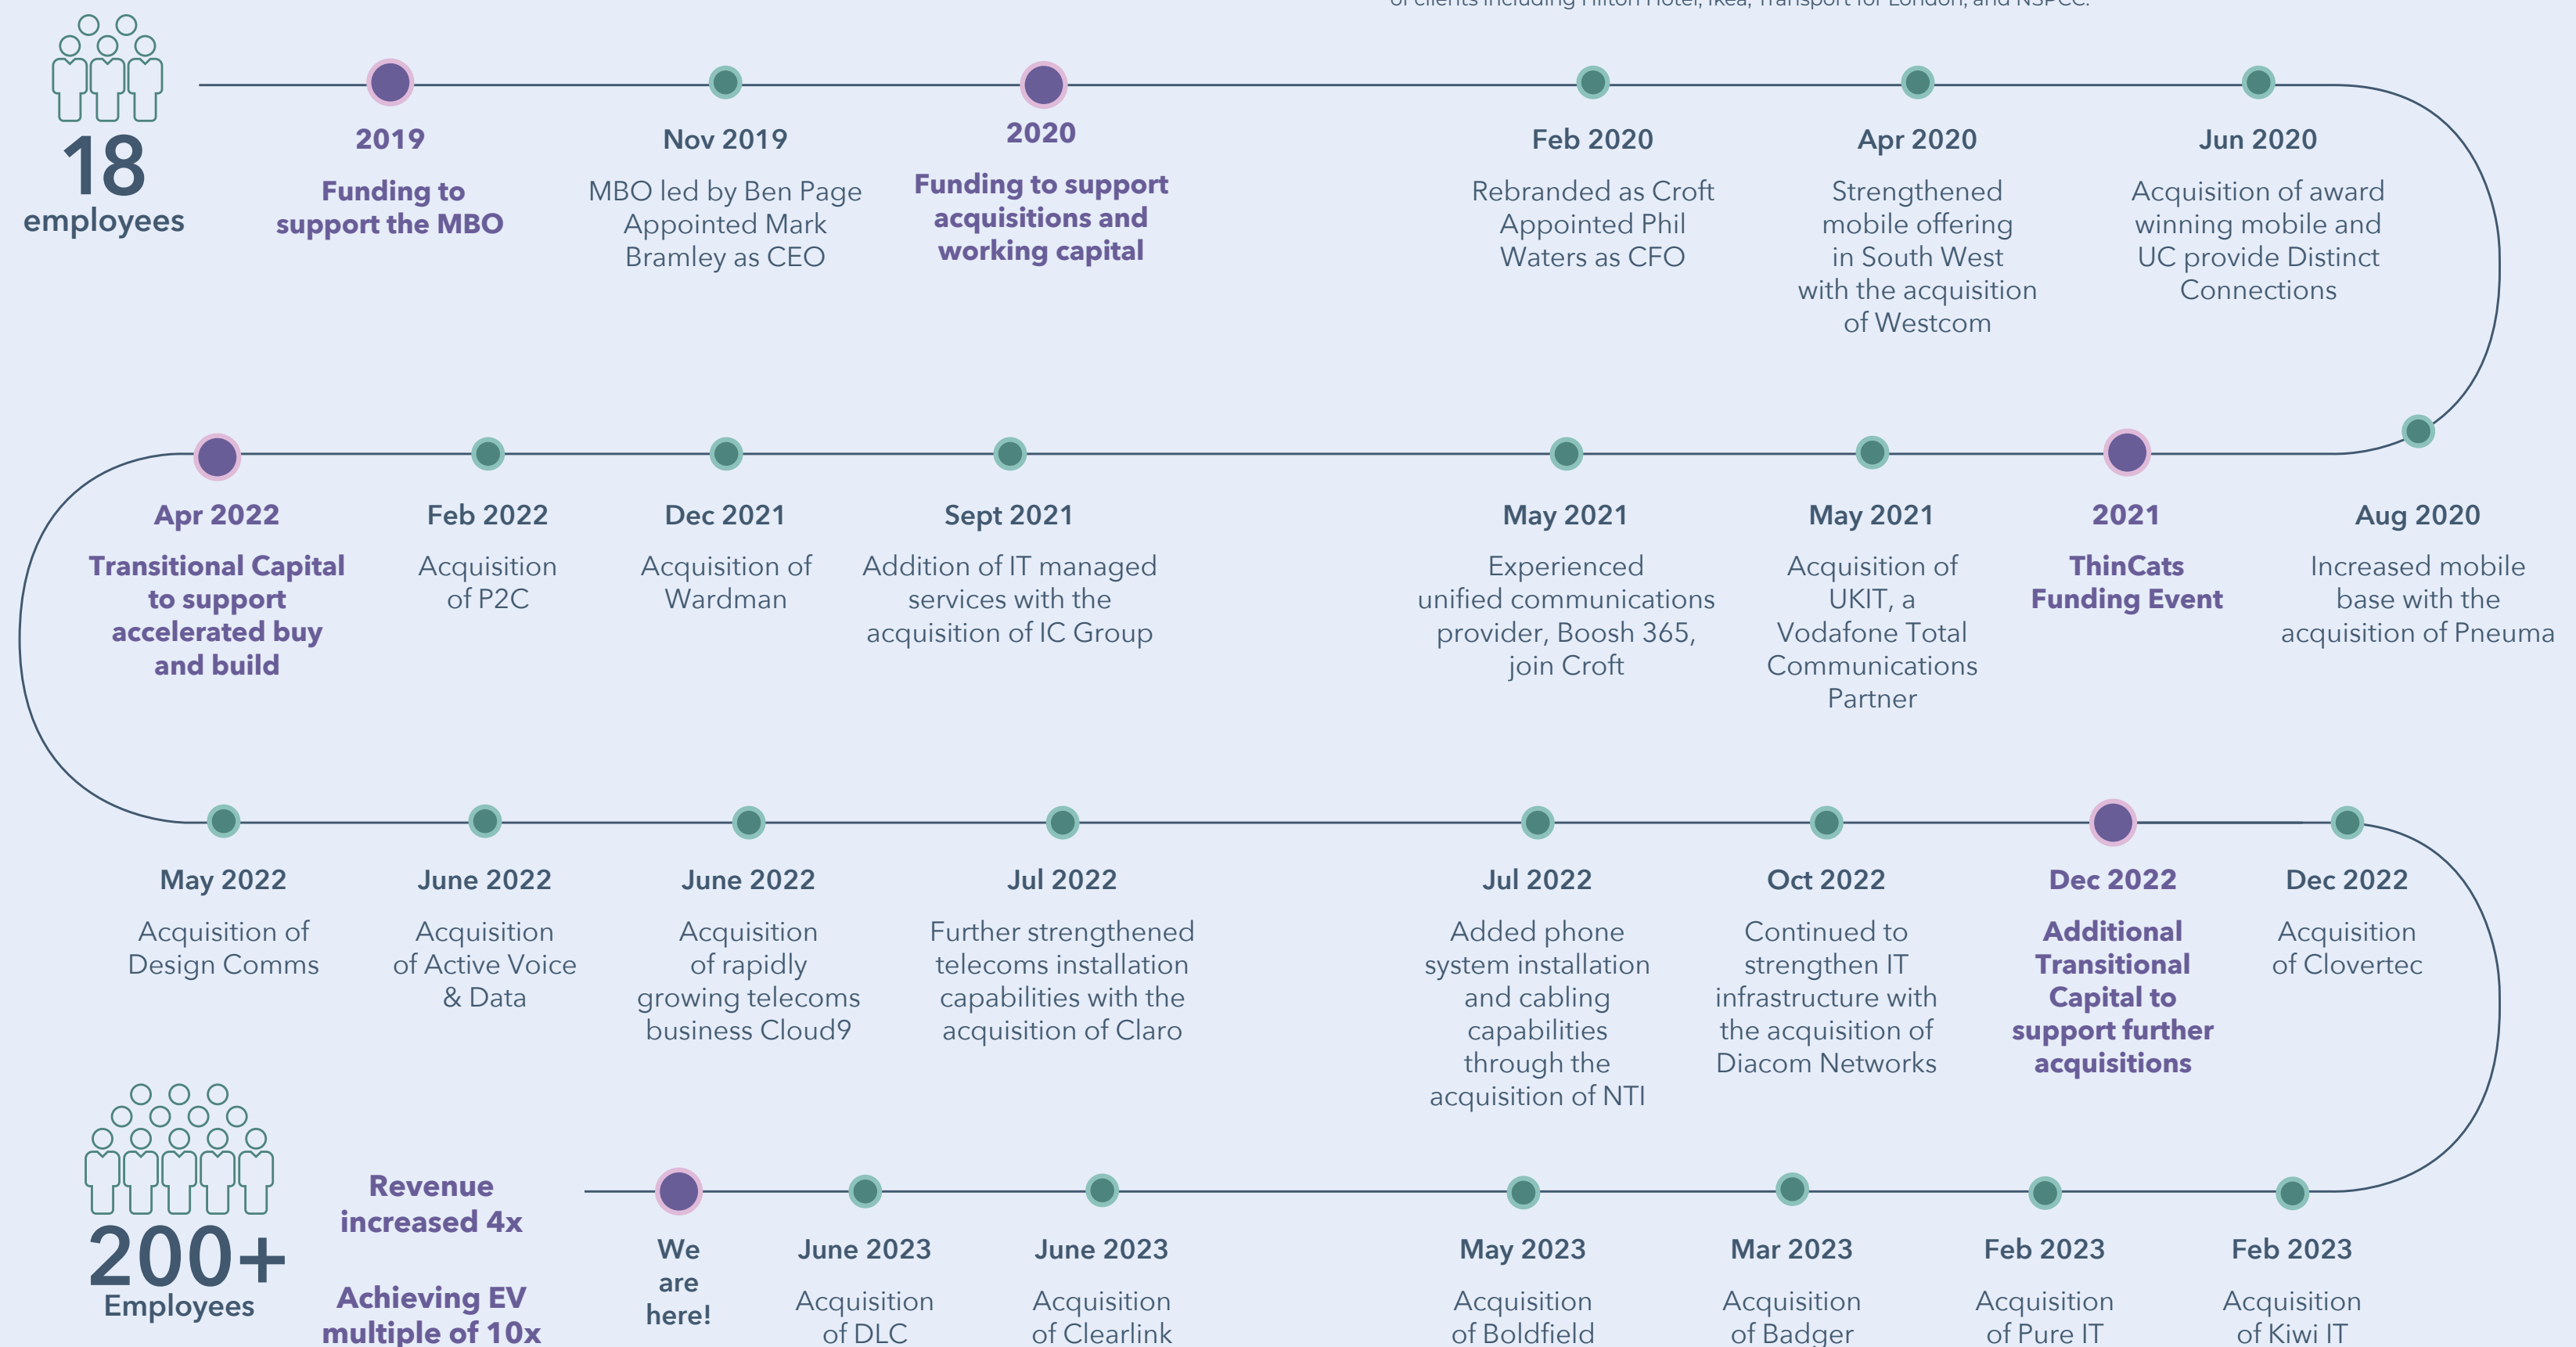 of clients including Hilton Hotel, Ikea, Transport for London, and NSPCC.
18
employees
2019
Funding to
support the MBO
Nov 2019
MBO led by Ben Page
Appointed Mark
Bramley as CEO
2020
Funding to support
acquisitions and
working capital
Feb 2020
Rebranded as Croft
Appointed Phil
Waters as CFO
Apr 2020
Strengthened
mobile offering
in South West
with the acquisition
of Westcom
Jun 2020
Acquisition of award
winning mobile and
UC provide Distinct
Connections
Apr 2022
Transitional Capital
to support
accelerated buy
and build
Feb 2022
Acquisition
of P2C
Dec 2021
Acquisition of
Wardman
Sept 2021
Addition of IT managed
services with the
acquisition of IC Group
May 2021
Experienced
unified communications
provider, Boosh 365,
join Croft
May 2021
Acquisition of
UKIT, a
Vodafone Total
Communications
Partner
2021
ThinCats
Funding Event
Aug 2020
Increased mobile
base with the
acquisition of Pneuma
May 2022
Acquisition of
Design Comms
June 2022
Acquisition
of Active Voice
& Data
June 2022
Acquisition
of rapidly
growing telecoms
business Cloud9
Jul 2022
Further strengthened
telecoms installation
capabilities with the
acquisition of Claro
Jul 2022
Added phone
system installation
and cabling
capabilities
through the
acquisition of NTI
Oct 2022
Continued to
strengthen IT
infrastructure with
the acquisition of
Diacom Networks
Dec 2022
Additional
Transitional
Capital to
support further
acquisitions
Dec 2022
Acquisition
of Clovertec
200+
Employees
Revenue
increased 4x
Achieving EV
multiple of 10x
We
are
here!
June 2023
Acquisition
of DLC
June 2023
Acquisition
of Clearlink
May 2023
Acquisition
of Boldfield
Mar 2023
Acquisition
of Badger
Feb 2023
Acquisition
of Pure IT
Feb 2023
Acquisition
of Kiwi IT